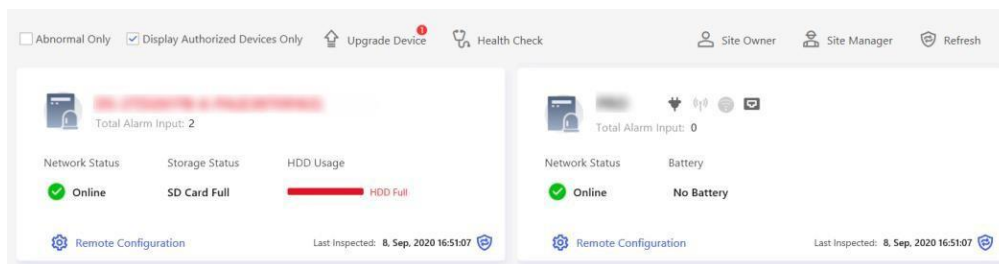 Abnormal Only Display Authorized Devices Only Upgrade Device Health Check Site Owner Site Manager Refresh
Total Alarm Input: 2
Network Status Storage Status HDD Usage
Online SD Card Full HDD Full
Remote Configuration Last Inspected: 8, Sep, 2020 16:51:07
Total Alarm Input: 0
Network Status Battery
Online No Battery
Remote Configuration Last Inspected: 8, Sep, 2020 16:51:07